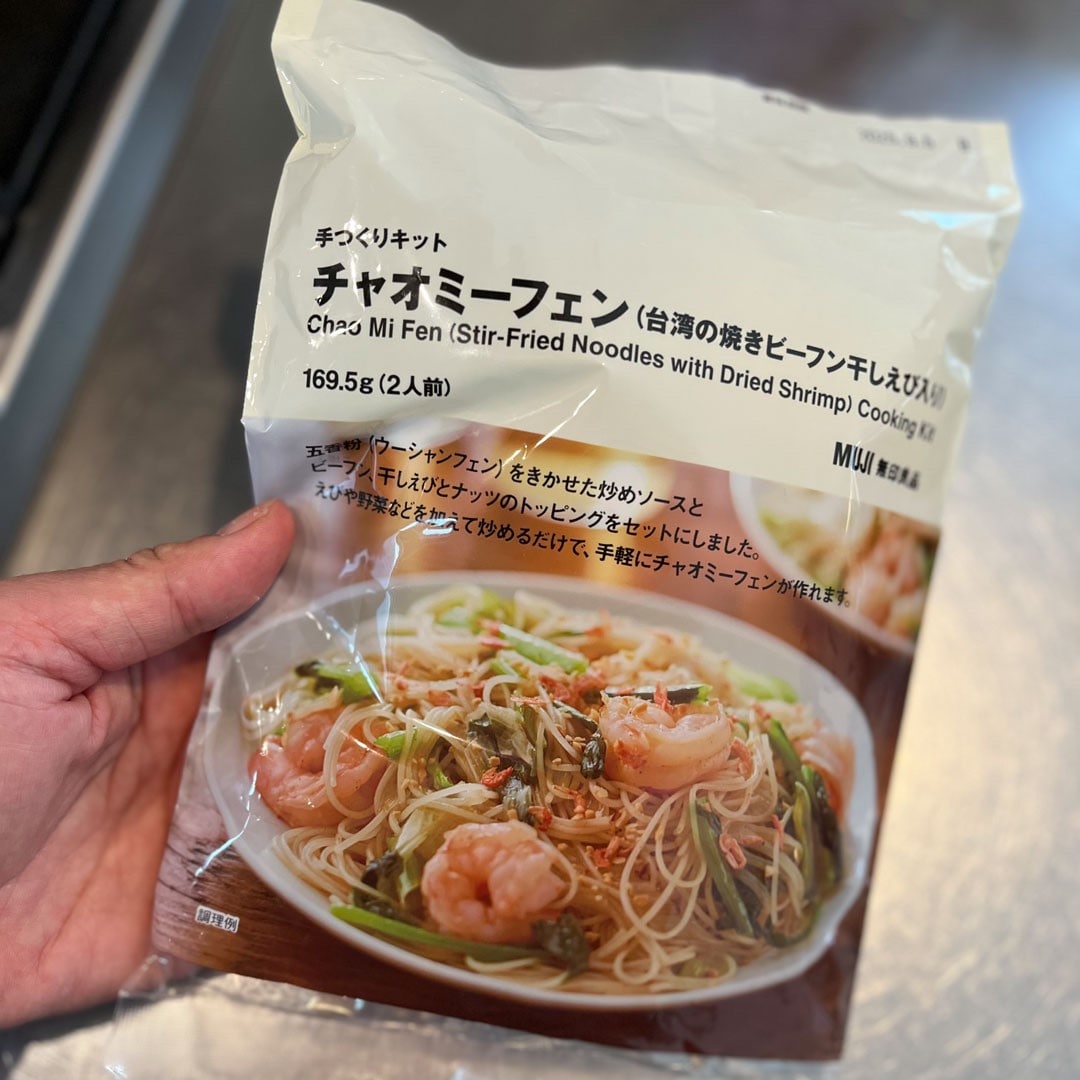 手づくりキット
チャオミーフェン(台湾の焼きビーフン干しえび入り)
Chao Mi Fen (Stir-Fried Noodles with Dried Shrimp) Cooking Kit
169.5g(2人前)
MUJI 無印良品
五香粉(ウーシャンフェン)をきかせた炒めソースと
ビーフン、干しえびとナッツのトッピングをセットにしました。
えびや野菜などを加えて炒めるだけで、手軽にチャオミーフェンが作れます。
調理例